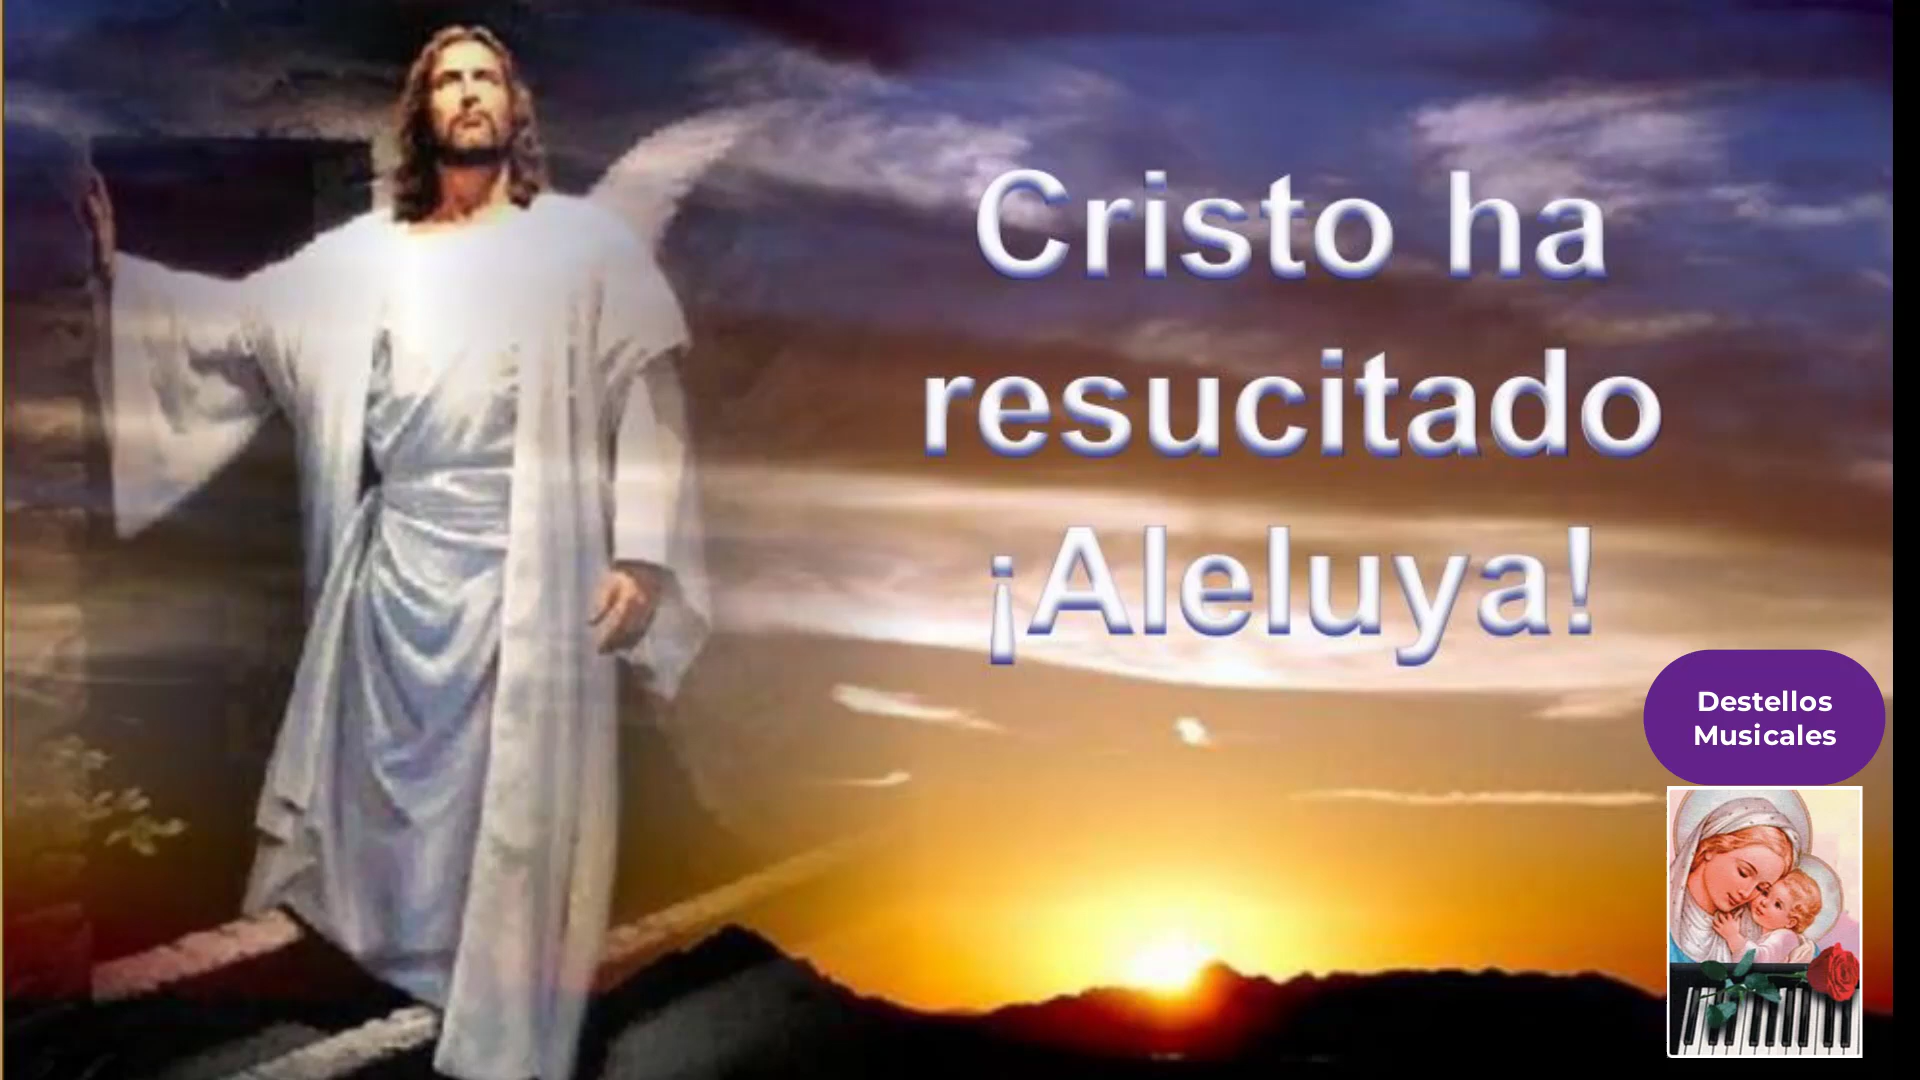 Cristo ha
resucitado
¡Aleluya!
Destellos
Musicales